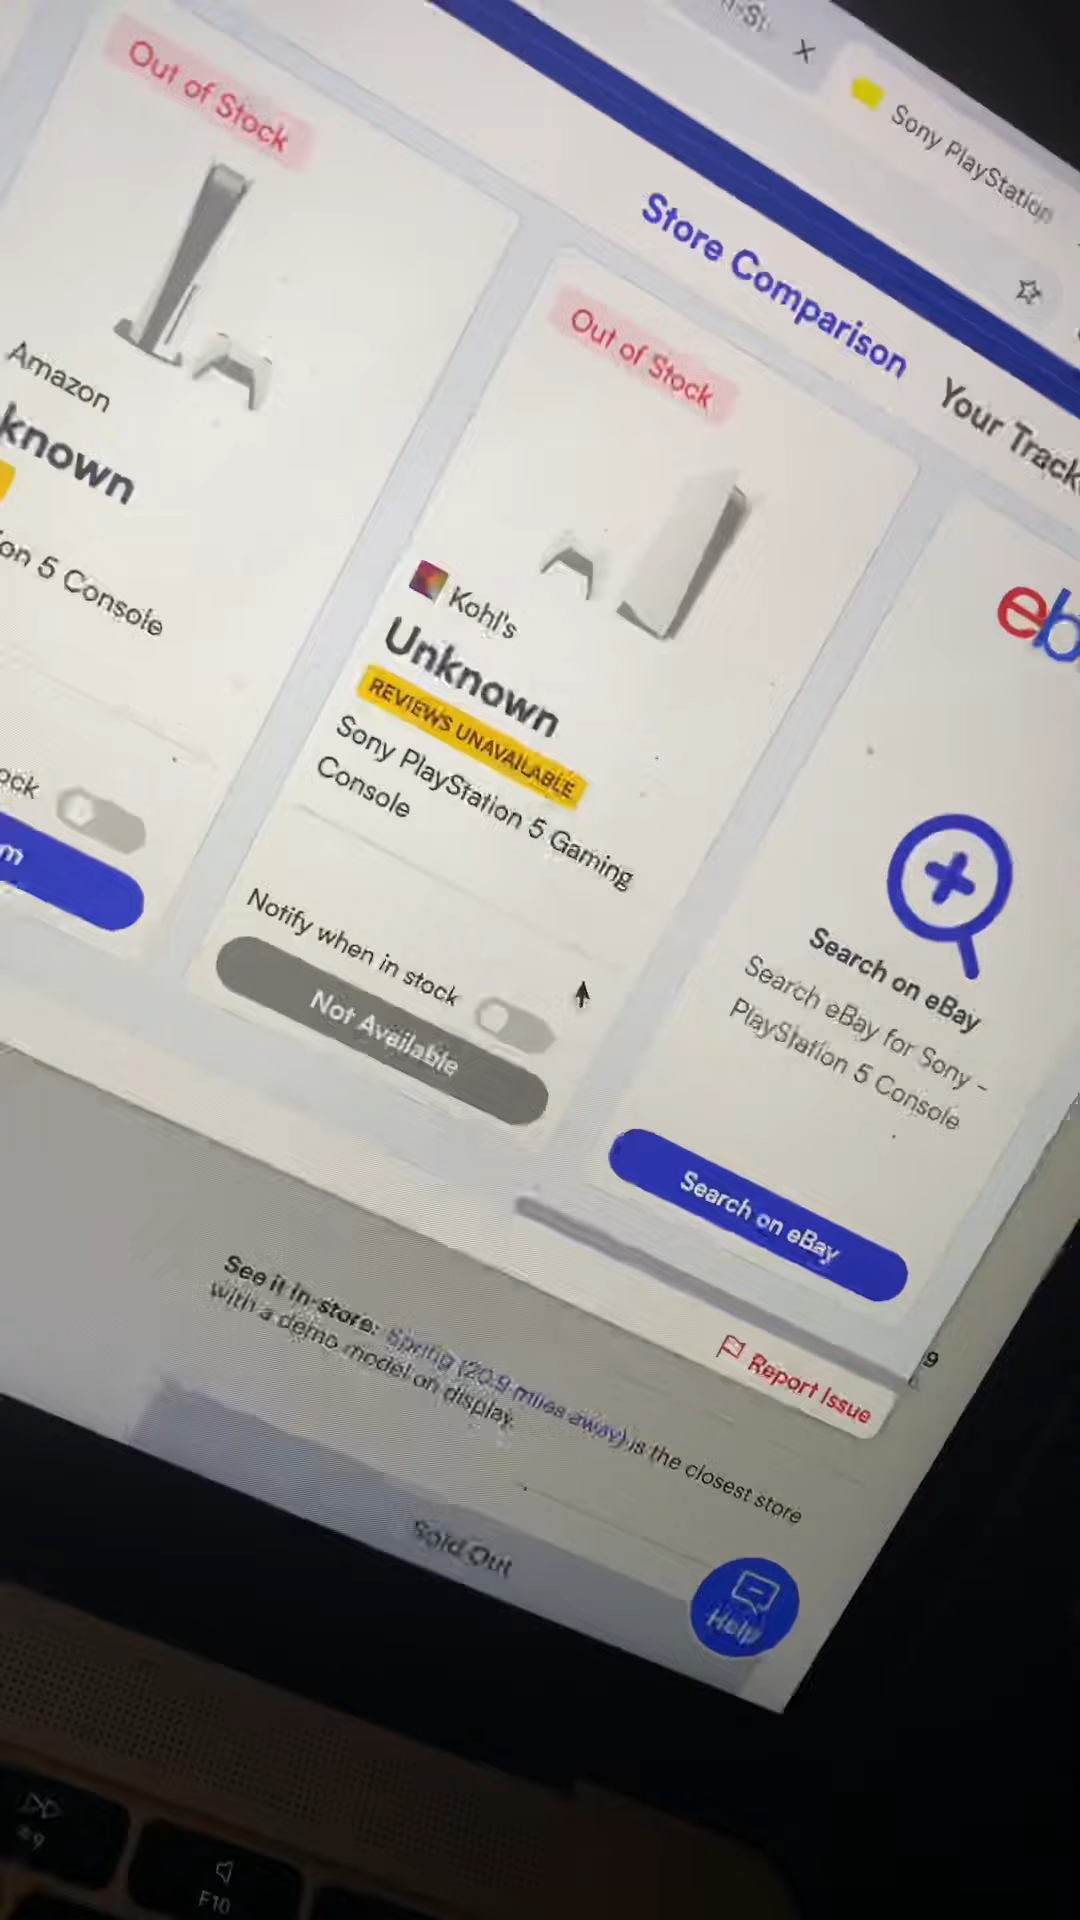 Sony PlayStation
Store Comparison
Your Track
Out of Stock
Amazon
known
on 5 Console
ock
m
Out of Stock
Kohl's
Unknown
REVIEWS UNAVAILABLE
Sony PlayStation 5 Gaming
Console
Notify when in stock
Not Available
eb
Search on eBay
Search eBay for Sony -
PlayStation 5 Console
Search on eBay
Report Issue
9
See it in-store: Spring (20.9 miles away) is the closest store
with a demo model on display.
Sold Out
Help
F10